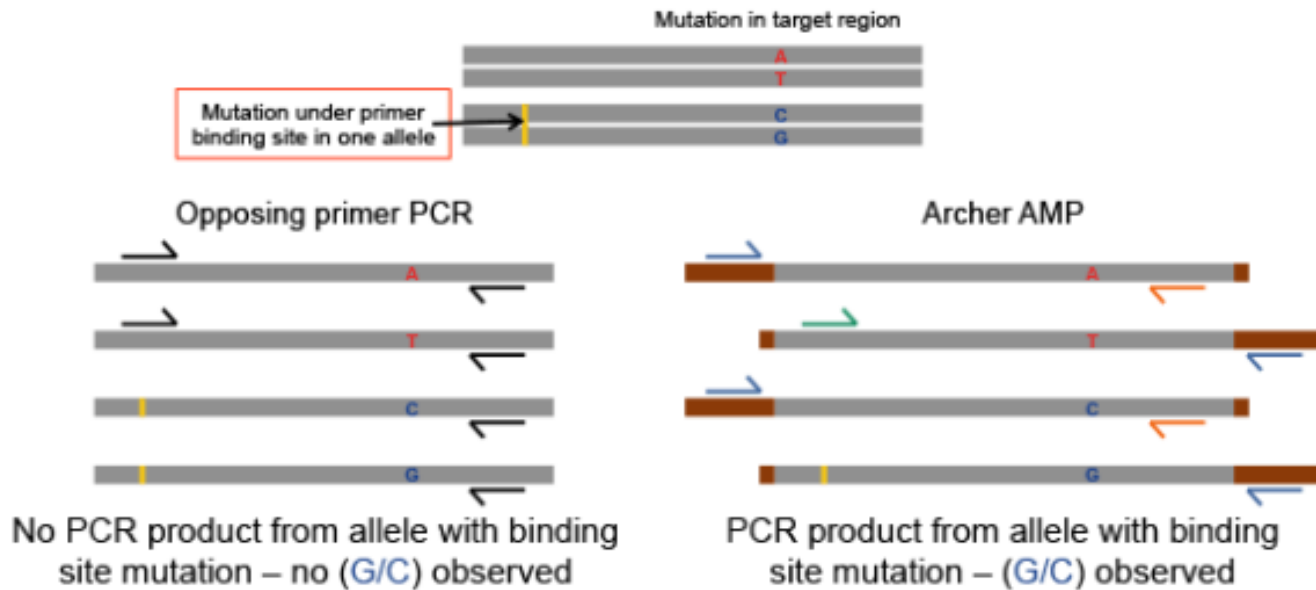 Mutation in target region
A
T
Mutation under primer
binding site in one allele
C
G
Opposing primer PCR
A
T
C
G
No PCR product from allele with binding
site mutation – no (G/C) observed
Archer AMP
A
T
C
G
PCR product from allele with binding
site mutation – (G/C) observed